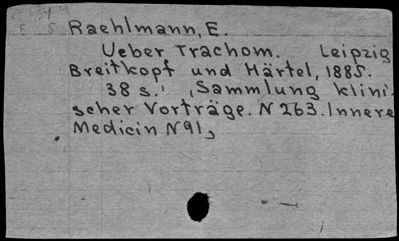 Raehlmann, E.
Ueber Trachom. Leipzig
Breitkopf und Härtel, 1885.
38 s. Sammlung klini-
scher Vorträge. N 263. Innere
Medicin N 91,